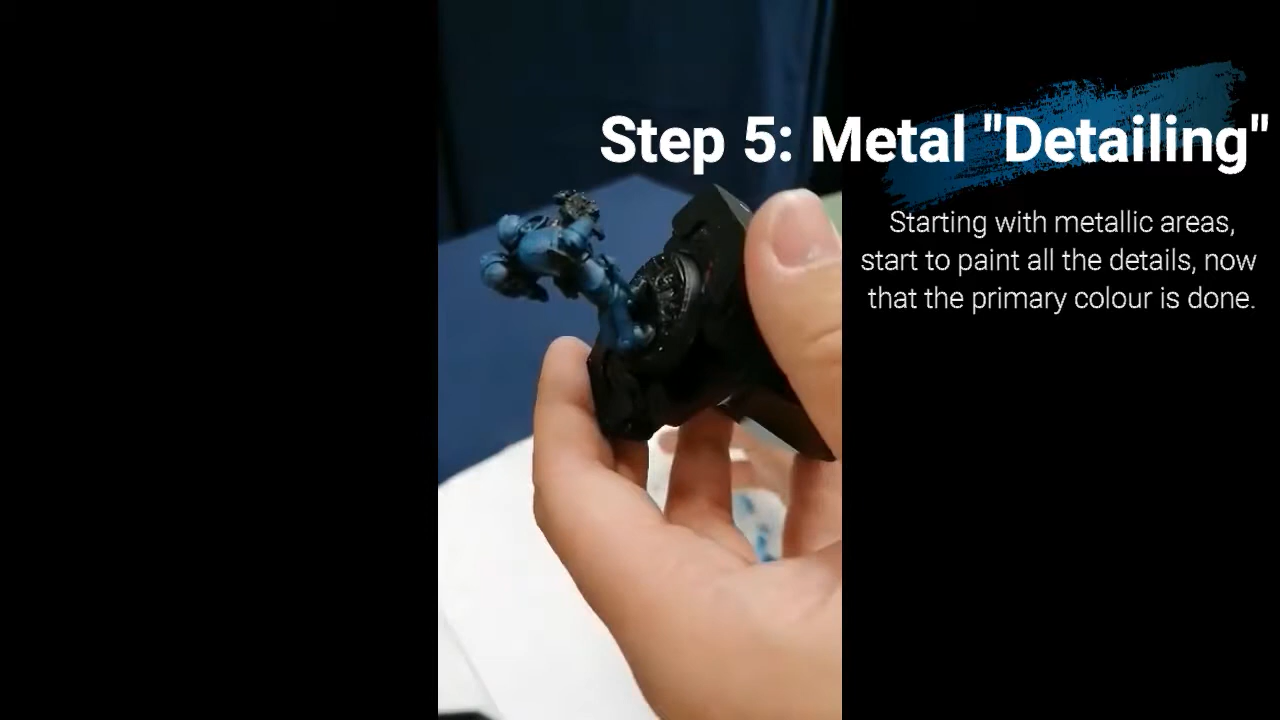 Step 5: Metal "Detailing"
Starting with metallic areas,
start to paint all the details, now
that the primary colour is done.